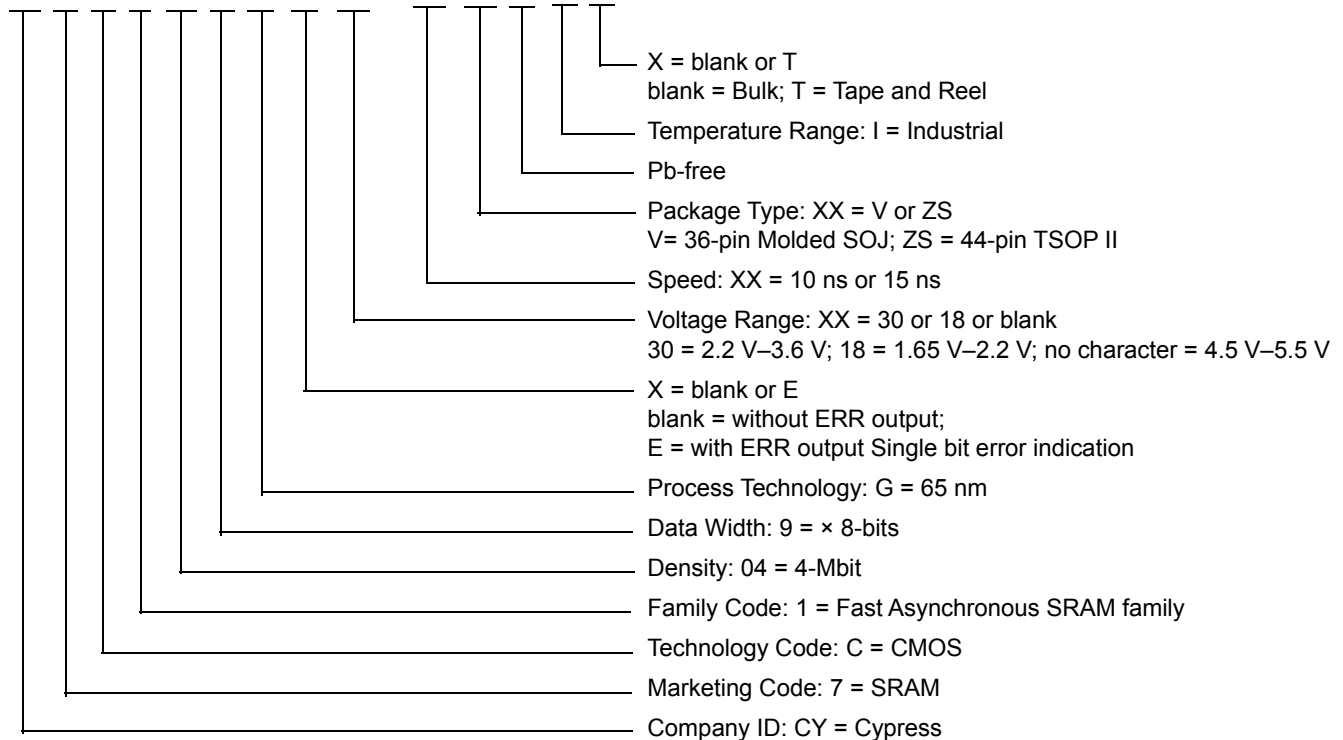 X = blank or T
blank = Bulk; T = Tape and Reel
Temperature Range: I = Industrial
Pb-free
Package Type: XX = V or ZS
V= 36-pin Molded SOJ; ZS = 44-pin TSOP II
Speed: XX = 10 ns or 15 ns
Voltage Range: XX = 30 or 18 or blank
30 = 2.2 V–3.6 V; 18 = 1.65 V–2.2 V; no character = 4.5 V–5.5 V
X = blank or E
blank = without ERR output;
E = with ERR output Single bit error indication
Process Technology: G = 65 nm
Data Width: 9 = × 8-bits
Density: 04 = 4-Mbit
Family Code: 1 = Fast Asynchronous SRAM family
Technology Code: C = CMOS
Marketing Code: 7 = SRAM
Company ID: CY = Cypress